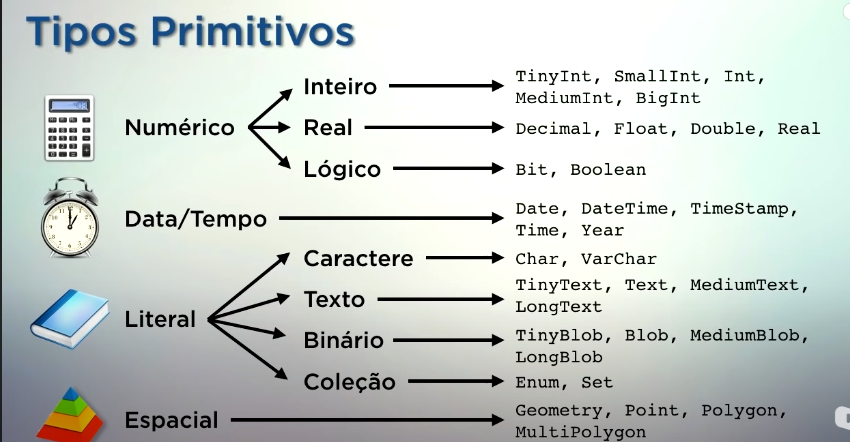 Tipos Primitivos
Numérico
Inteiro
TinyInt, SmallInt, Int,
MediumInt, BigInt
Real
Decimal, Float, Double, Real
Lógico
Bit, Boolean
Data/Tempo
Date, DateTime, TimeStamp,
Time, Year
Literal
Caractere
Char, VarChar
Texto
TinyText, Text, MediumText,
LongText
Binário
TinyBlob, Blob, MediumBlob,
LongBlob
Coleção
Enum, Set
Espacial
Geometry, Point, Polygon,
MultiPolygon